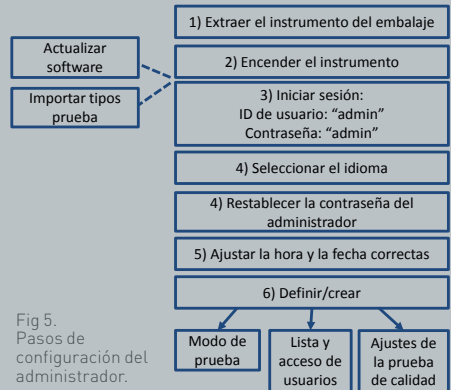 1) Extraer el instrumento del embalaje
Actualizar
software
2) Encender el instrumento
Importar tipos
prueba
3) Iniciar sesión:
ID de usuario: “admin”
Contraseña: “admin”
4) Seleccionar el idioma
4) Restablecer la contraseña del
administrador
5) Ajustar la hora y la fecha correctas
6) Definir/crear
Modo de
prueba
Lista y
acceso de
usuarios
Ajustes de
la prueba
de calidad
Fig 5.
Pasos de
configuración del
administrador.